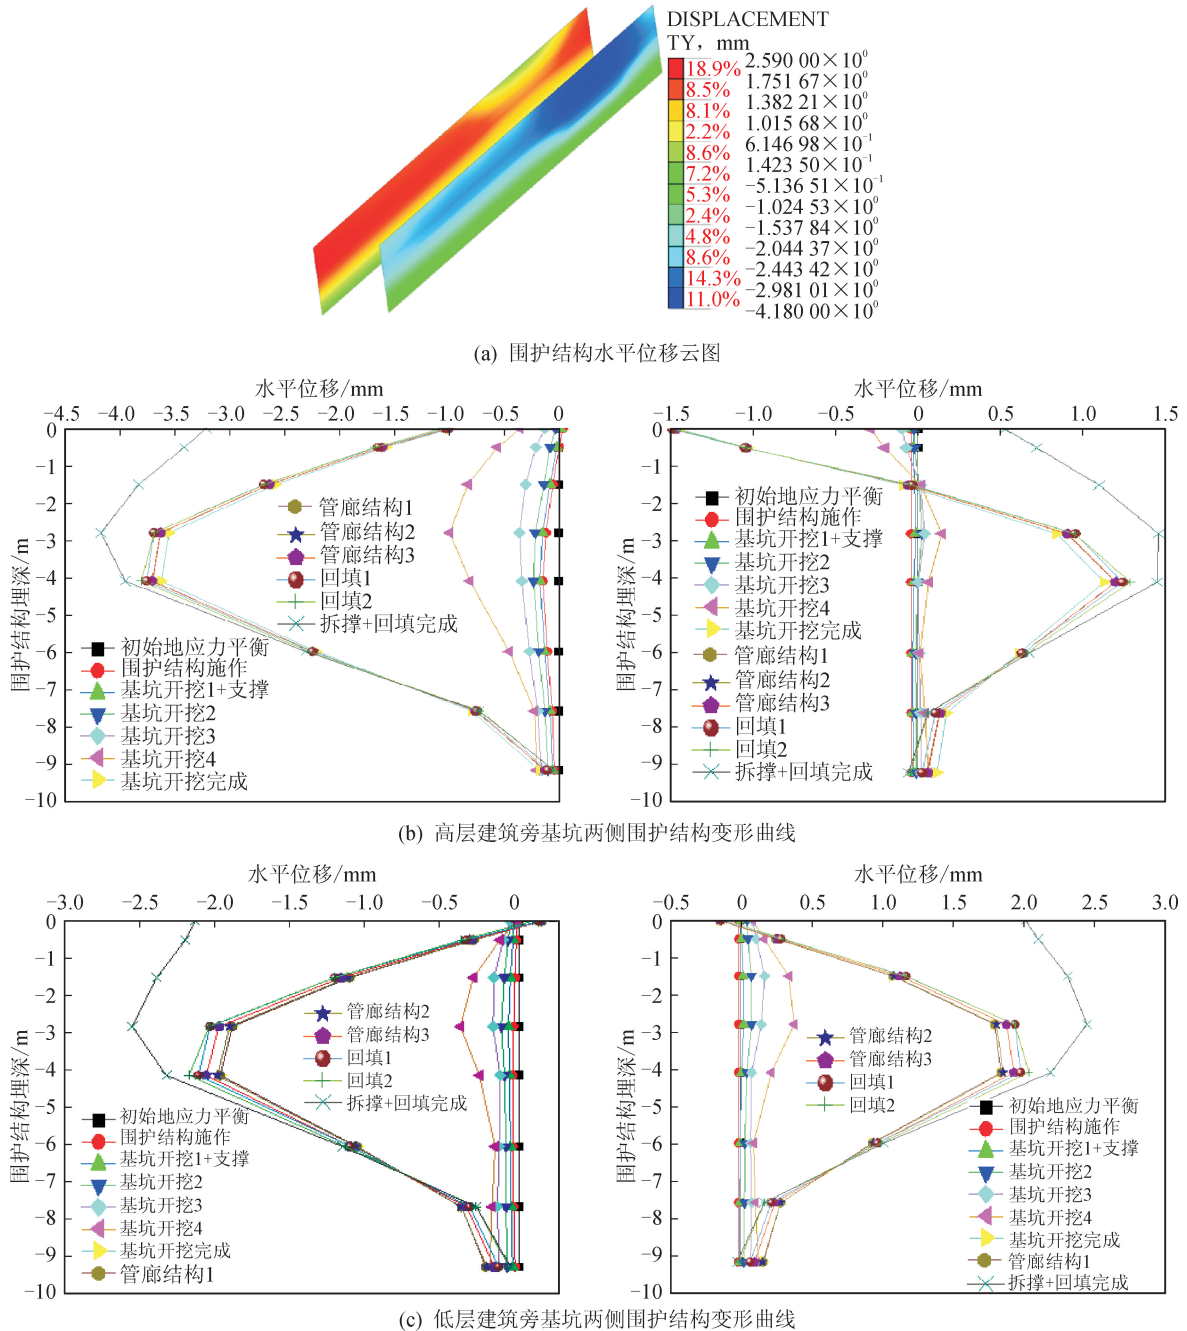 DISPLACEMENT
TY，mm
2.590 00×10⁰
18.9%
1.751 67×10⁰
8.5%
1.382 21×10⁰
8.1%
1.015 68×10⁰
2.2%
6.146 98×10⁻¹
8.6%
1.423 50×10⁻¹
7.2%
−5.136 51×10⁻¹
5.3%
−1.024 53×10⁰
2.4%
−1.537 84×10⁰
4.8%
−2.044 37×10⁰
8.6%
−2.443 42×10⁰
14.3%
−2.981 01×10⁰
11.0%
−4.180 00×10⁰
(a) 围护结构水平位移云图
水平位移/mm
−4.5 −4.0 −3.5 −3.0 −2.5 −2.0 −1.5 −1.0 −0.5 0
围护结构埋深/m
0
−1
−2
−3
−4
−6
−7
−8
−9
−10
管廊结构1
管廊结构2
管廊结构3
回填1
回填2
拆撑+回填完成
初始地应力平衡
围护结构施作
基坑开挖1+支撑
基坑开挖2
基坑开挖3
基坑开挖4
基坑开挖完成
水平位移/mm
−1.5 −1.0 −0.5 0 0.5 1.0 1.5
围护结构埋深/m
0
−1
−2
−3
−4
−6
−7
−8
−9
−10
初始地应力平衡
围护结构施作
基坑开挖1+支撑
基坑开挖2
基坑开挖3
基坑开挖4
基坑开挖完成
管廊结构1
管廊结构2
管廊结构3
回填1
回填2
拆撑+回填完成
(b) 高层建筑旁基坑两侧围护结构变形曲线
水平位移/mm
−3.0 −2.5 −2.0 −1.5 −1.0 −0.5 0
围护结构埋深/m
0
−1
−2
−3
−4
−6
−7
−8
−9
−10
管廊结构2
管廊结构3
回填1
回填2
拆撑+回填完成
初始地应力平衡
围护结构施作
基坑开挖1+支撑
基坑开挖2
基坑开挖3
基坑开挖4
基坑开挖完成
管廊结构1
水平位移/mm
−0.5 0 0.5 1.0 1.5 2.0 2.5 3.0
围护结构埋深/m
0
−1
−2
−3
−4
−6
−7
−8
−9
−10
管廊结构2
管廊结构3
回填1
回填2
初始地应力平衡
围护结构施作
基坑开挖1+支撑
基坑开挖2
基坑开挖3
基坑开挖4
基坑开挖完成
管廊结构1
拆撑+回填完成
(c) 低层建筑旁基坑两侧围护结构变形曲线